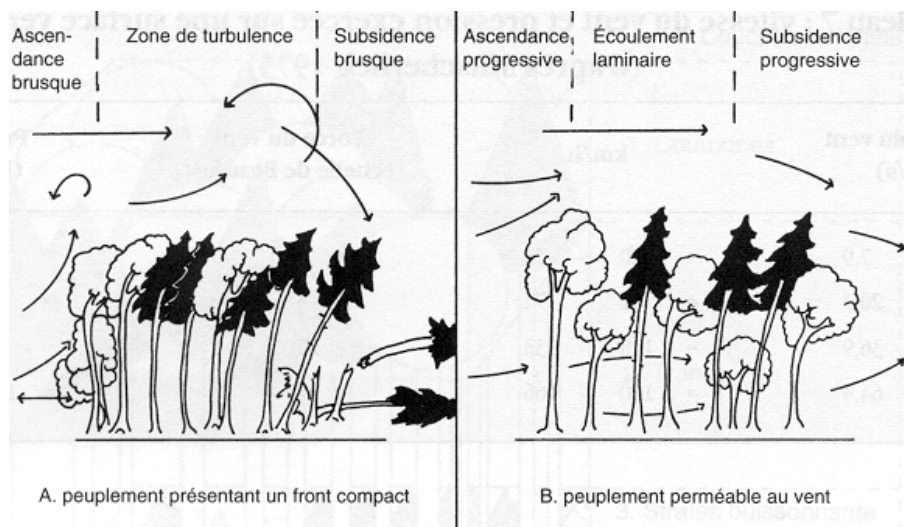 Ascen-
dance
brusque
Zone de turbulence
Subsidence
brusque
Ascendance
progressive
Écoulement
laminaire
Subsidence
progressive
A. peuplement présentant un front compact
B. peuplement perméable au vent